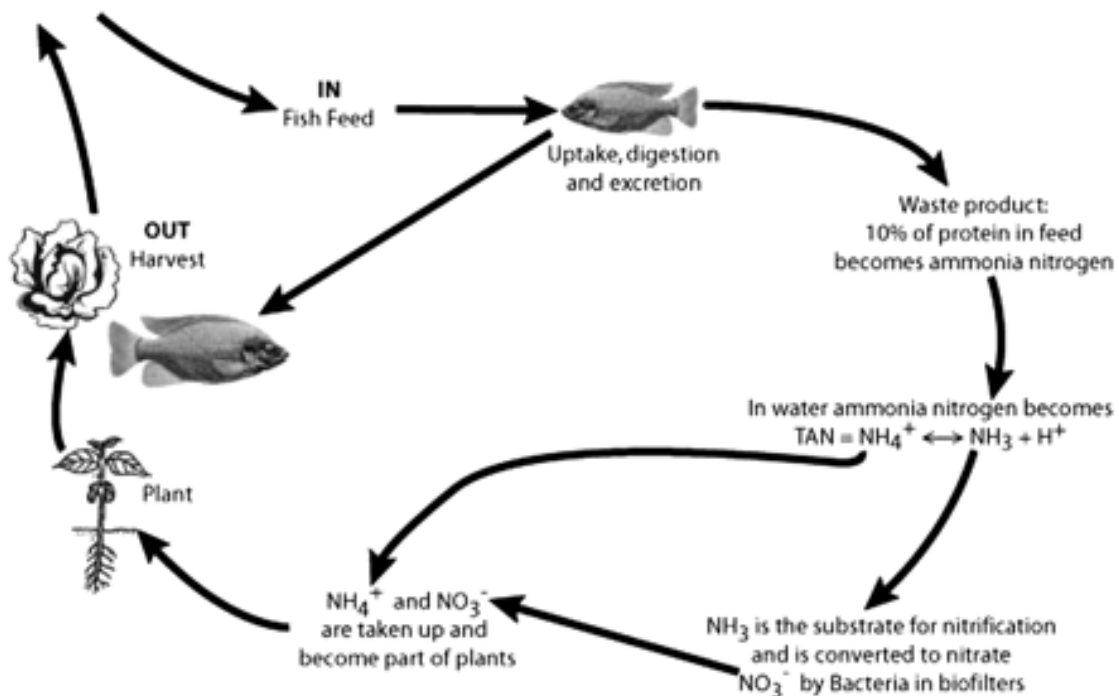 IN
Fish Feed
Uptake, digestion
and excretion
Waste product:
10% of protein in feed
becomes ammonia nitrogen
OUT
Harvest
In water ammonia nitrogen becomes
TAN = NH₄⁺ ↔ NH₃ + H⁺
Plant
NH₄⁺ and NO₃⁻
are taken up and
become part of plants
NH₃ is the substrate for nitrification
and is converted to nitrate
NO₃⁻ by Bacteria in biofilters